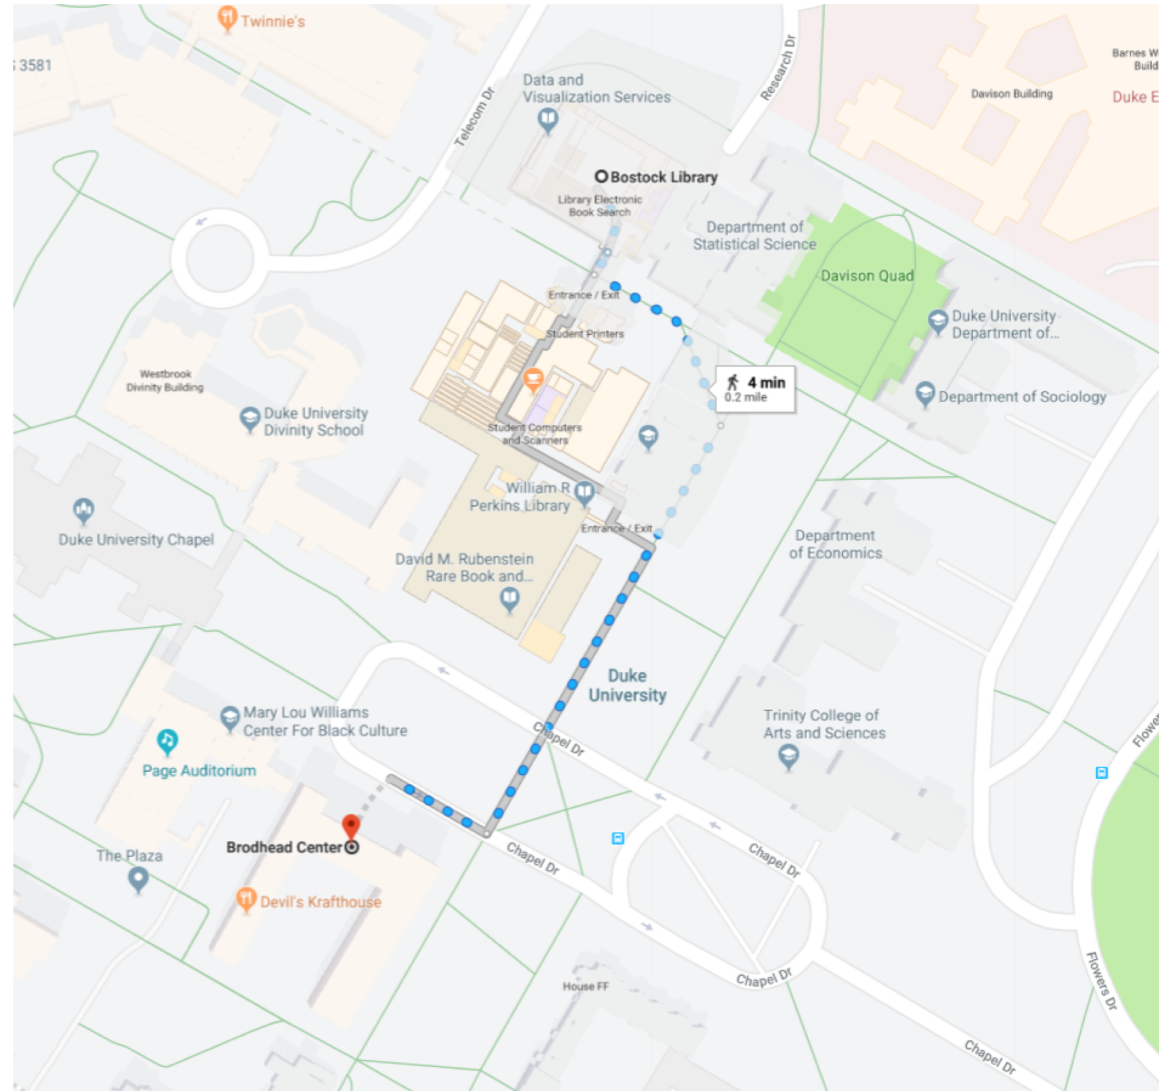 Twinnie's
3581
Telecom Dr
Data and
Visualization Services
Research Dr
Barnes W
Build
Davison Building
Duke E
Bostock Library
Library Electronic
Book Search
Department of
Statistical Science
Davison Quad
Entrance / Exit
Student Printers
Duke University
Department of...
Westbrook
Divinity Building
4 min
0.2 mile
Department of Sociology
Duke University
Divinity School
Student Computers
and Scanners
William R
Perkins Library
Duke University Chapel
Entrance / Exit
Department
of Economics
David M. Rubenstein
Rare Book and...
Duke
University
Mary Lou Williams
Center For Black Culture
Trinity College of
Arts and Sciences
Chapel Dr
Flowers
Page Auditorium
Brodhead Center
The Plaza
Chapel Dr
Chapel Dr
Devil's Krafthouse
Chapel Dr
House FF
Flowers Dr
Chapel Dr